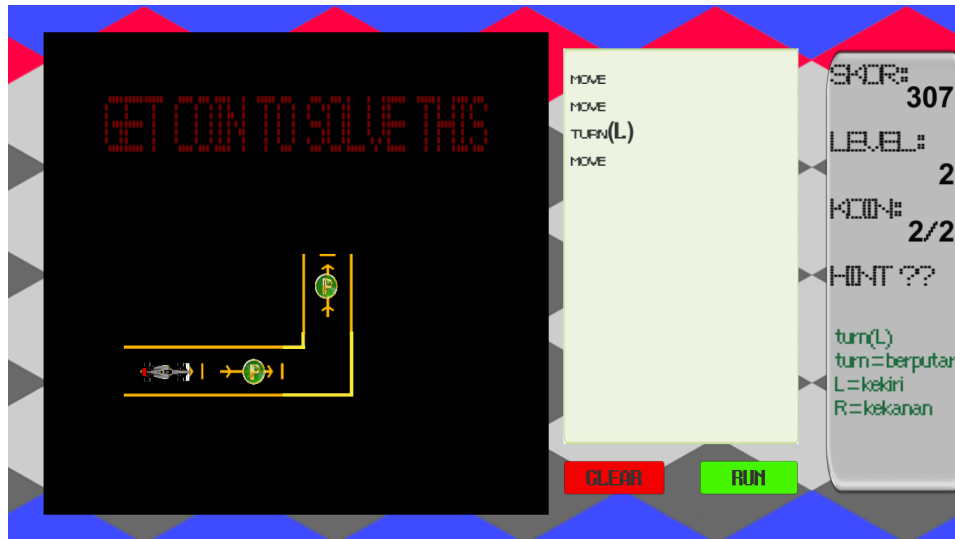 GET COIN TO SOLVE THIS
P
P
MOVE
MOVE
TURN(L)
MOVE
CLEAR
RUN
SKOR:
307
LEVEL:
2
KOIN:
2/2
HINT ??
turn(L)
turn=berputar
L=kekiri
R=kekanan